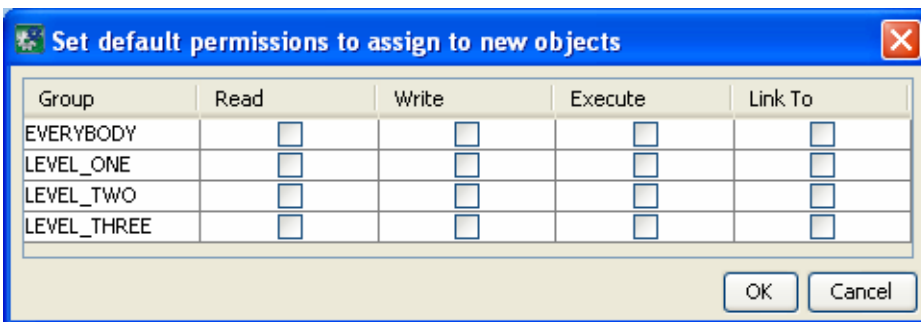 Set default permissions to assign to new objects
Group Read Write Execute Link To
EVERYBODY
LEVEL_ONE
LEVEL_TWO
LEVEL_THREE
OK Cancel